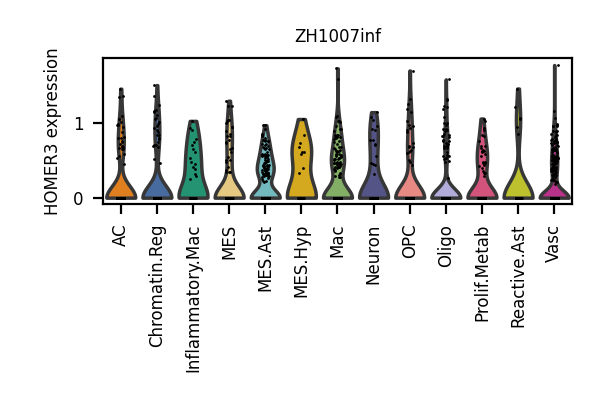 ZH1007inf
HOMER3 expression
1
0
AC
Chromatin.Reg
Inflammatory.Mac
MES
MES.Ast
MES.Hyp
Mac
Neuron
OPC
Oligo
Prolif.Metab
Reactive.Ast
Vasc